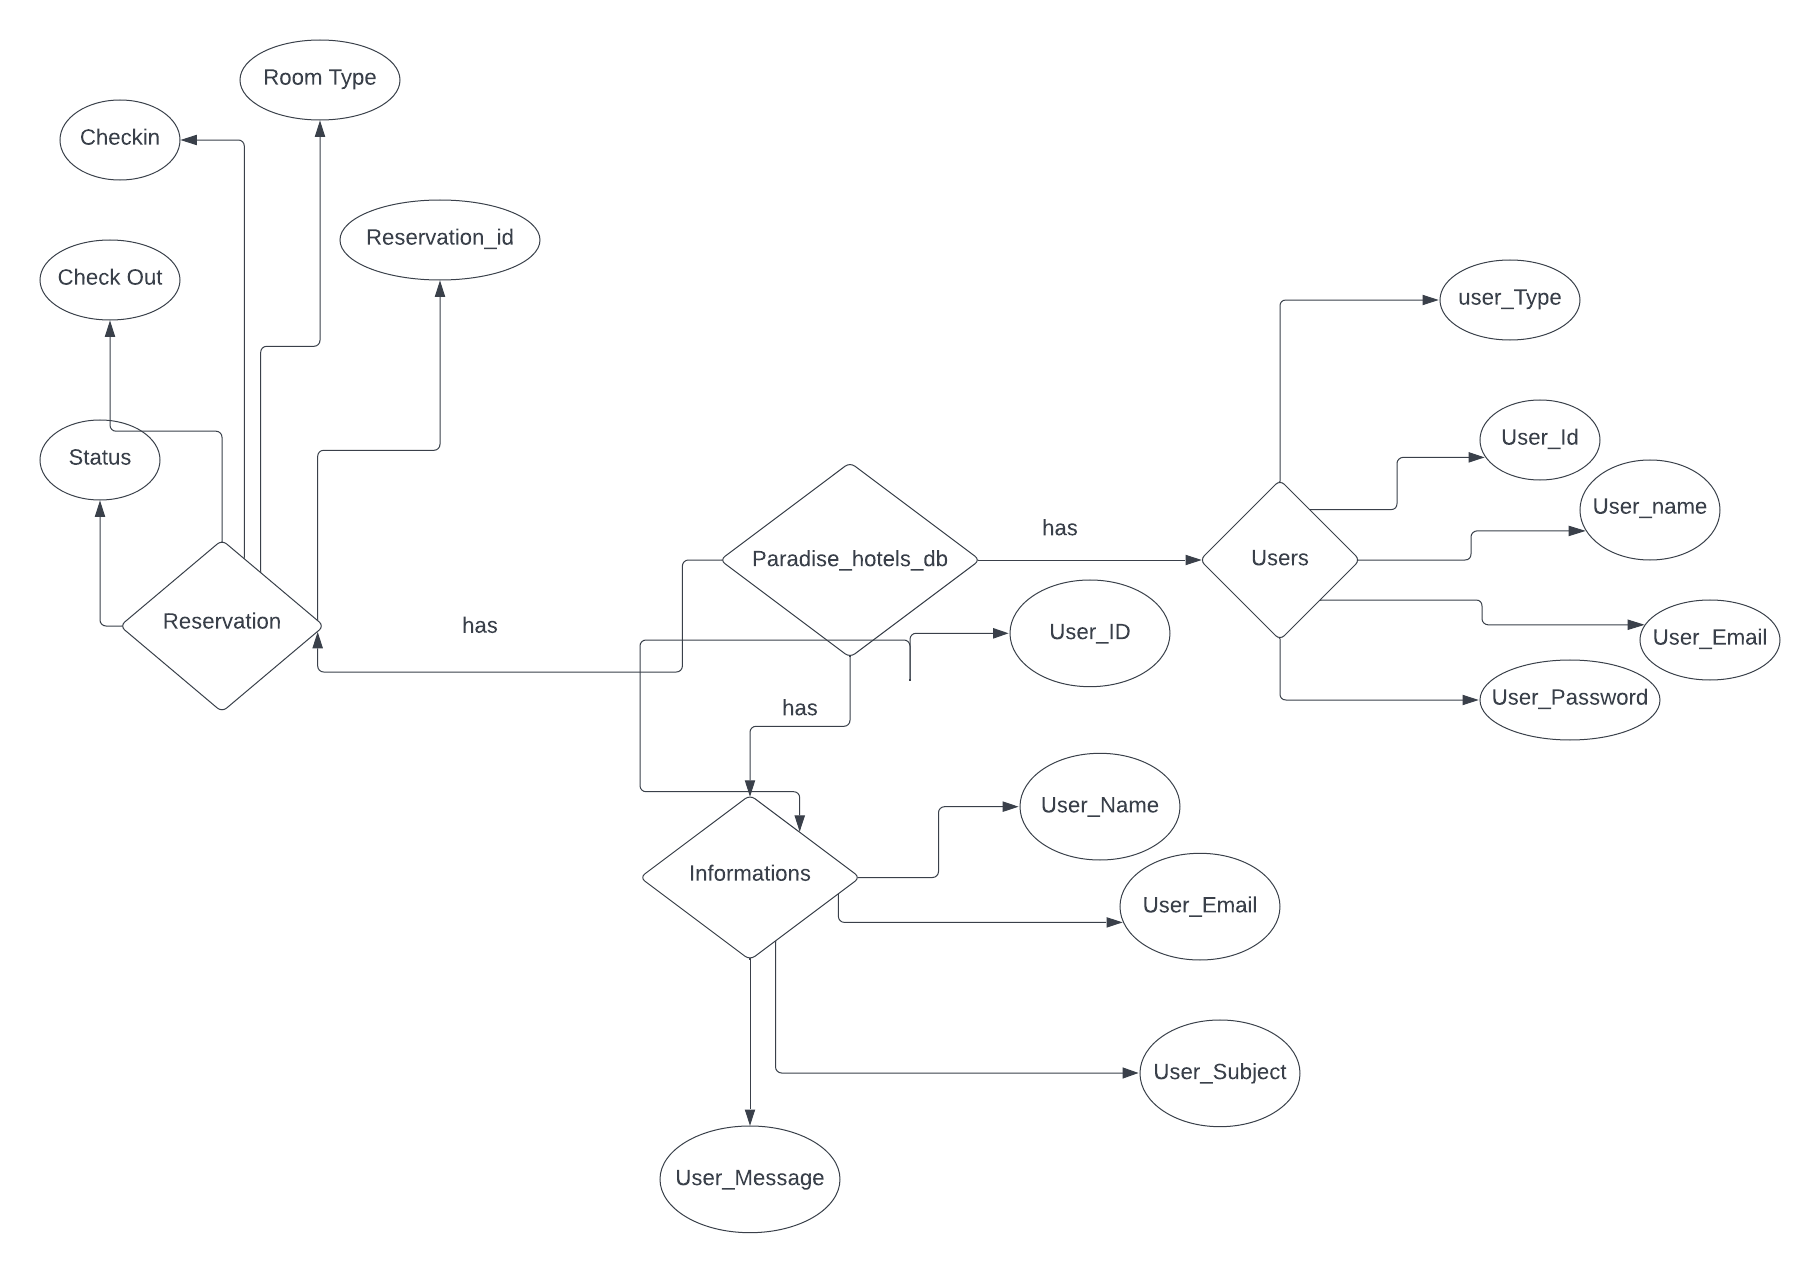 Room Type
Checkin
Reservation_id
Check Out
user_Type
Status
User_Id
User_name
has
Paradise_hotels_db
Users
Reservation
has
User_ID
User_Email
User_Password
has
User_Name
Informations
User_Email
User_Subject
User_Message